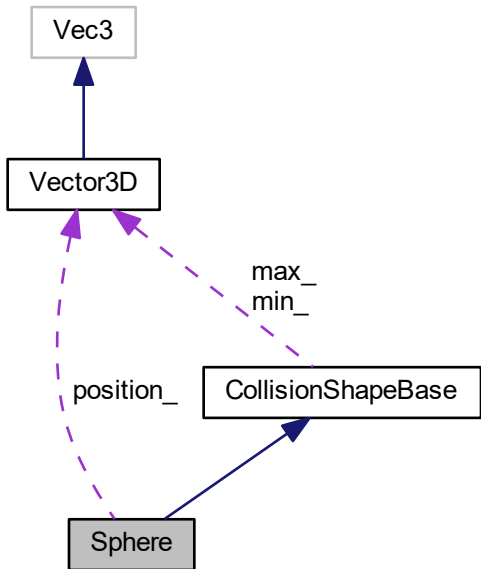 Vec3
Vector3D
max_
min_
position_
CollisionShapeBase
Sphere